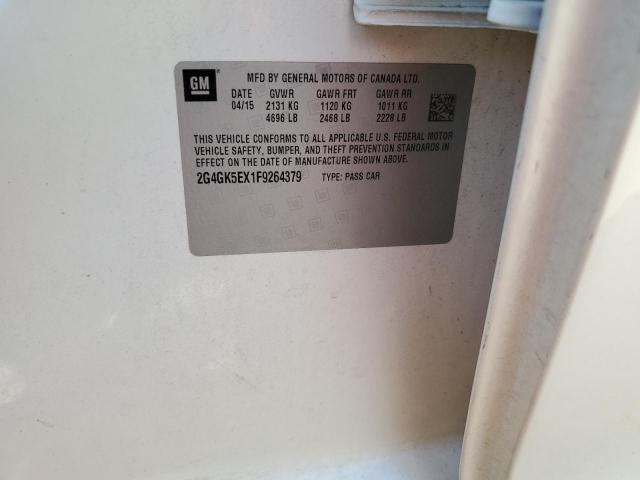 GM
MFD BY GENERAL MOTORS OF CANADA LTD.
DATE GVWR GAWR FRT GAWR RR
04/15 2131 KG 1120 KG 1011 KG
4696 LB 2468 LB 2228 LB
THIS VEHICLE CONFORMS TO ALL APPLICABLE U.S. FEDERAL MOTOR
VEHICLE SAFETY, BUMPER, AND THEFT PREVENTION STANDARDS IN
EFFECT ON THE DATE OF MANUFACTURE SHOWN ABOVE.
2G4GK5EX1F9264379 TYPE: PASS CAR